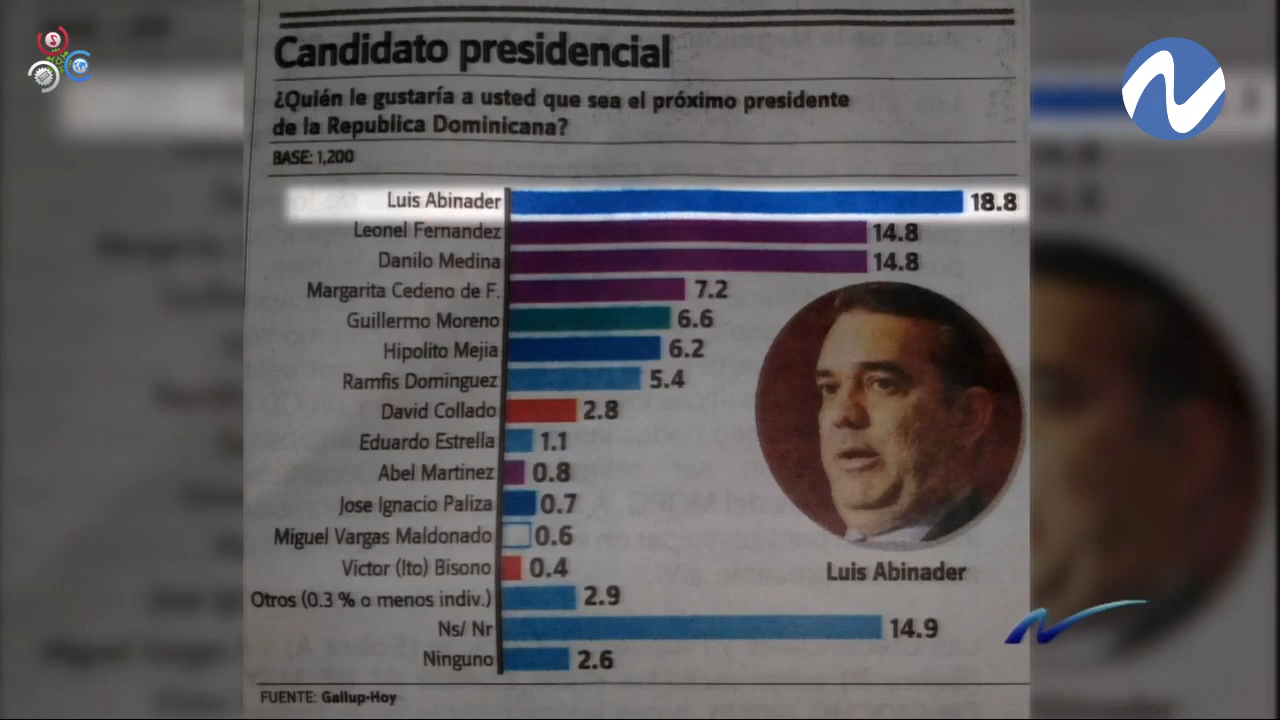 Candidato presidencial
¿Quién le gustaría a usted que sea el próximo presidente
de la Republica Dominicana?
BASE: 1,200
Luis Abinader 18.8
Leonel Fernandez 14.8
Danilo Medina 14.8
Margarita Cedeno de F. 7.2
Guillermo Moreno 6.6
Hipolito Mejia 6.2
Ramfis Dominguez 5.4
David Collado 2.8
Eduardo Estrella 1.1
Abel Martinez 0.8
Jose Ignacio Paliza 0.7
Miguel Vargas Maldonado 0.6
Victor (Ito) Bisono 0.4
Otros (0.3 % o menos indiv.) 2.9
Ns/ Nr 14.9
Ninguno 2.6
Luis Abinader
FUENTE: Gallup-Hoy